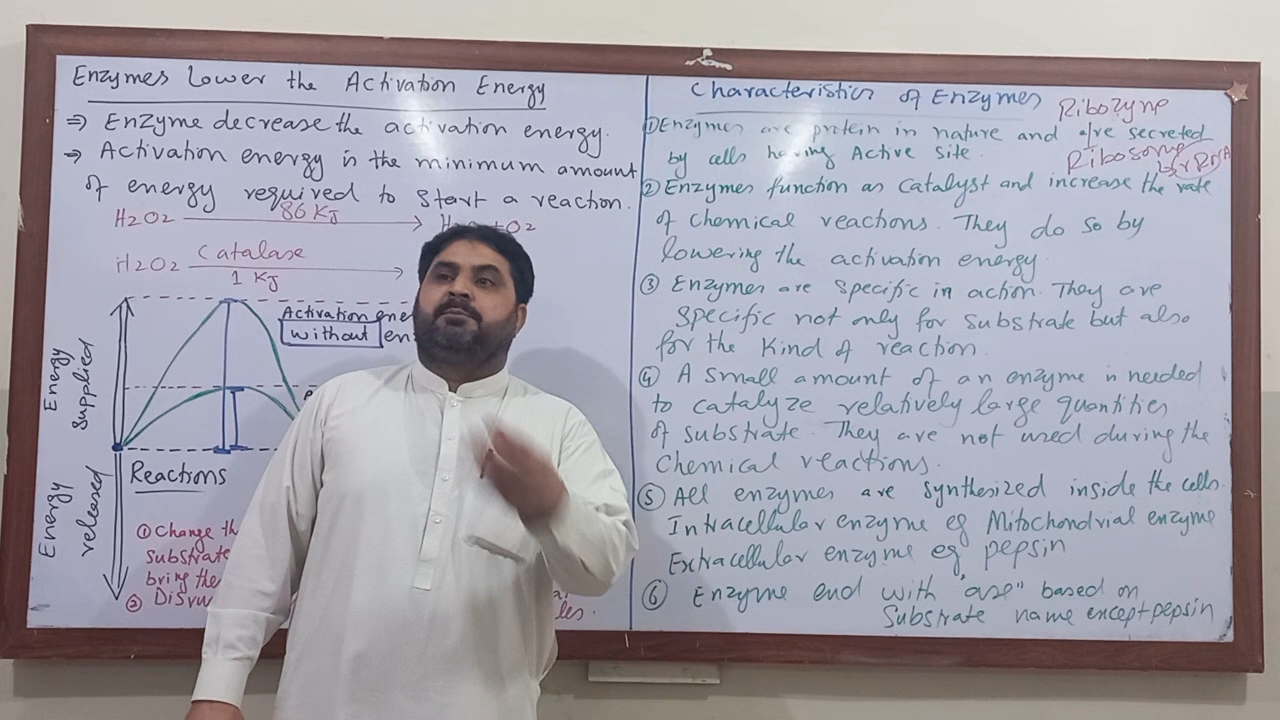 Enzymes Lower the Activation Energy
⇒ Enzyme decrease the activation energy.
⇒ Activation energy is the minimum amount
of energy required to start a reaction.
H2O2 86 KJ → O2
H2O2 Catalase →
1 KJ
Activation ene
without en
Energy supplied
Energy released
Reactions
① Change th
substrate
bring the
② Disru
les.
Characteristics of Enzymes
Ribozyme
① Enzymes are protein in nature and are secreted
by cells having Active Site.
Ribosome
rRNA
② Enzymes function as catalyst and increase the rate
of chemical reactions. They do so by
lowering the activation energy.
③ Enzymes are specific in action. They are
specific not only for substrate but also
for the kind of reaction.
④ A small amount of an enzyme is needed
to catalyze relatively large quantities
of substrate. They are not used during the
chemical reactions.
⑤ All enzymes are synthesized inside the cells.
Intracellular enzyme eg Mitochondrial enzyme
Extracellular enzyme eg pepsin
⑥ Enzyme end with "ase" based on
Substrate name except pepsin